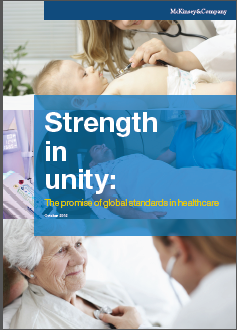 McKinsey&Company
Strength
in
unity:
The promise of global standards in healthcare
October 2012